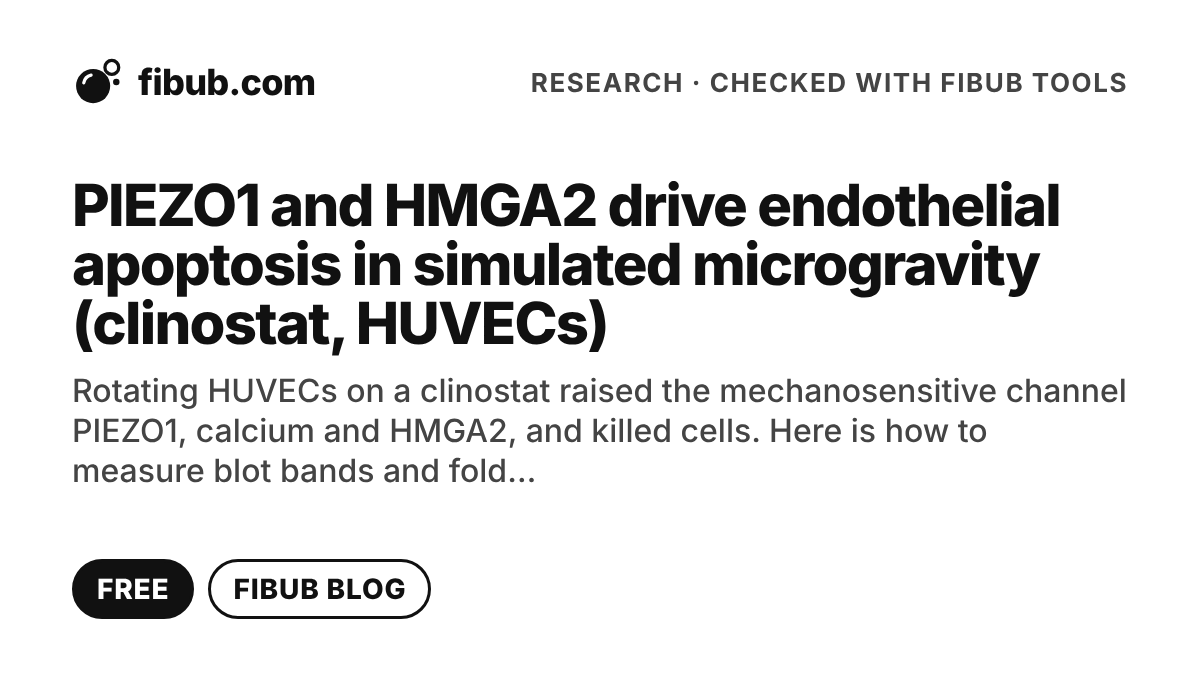 fibub.com
RESEARCH · CHECKED WITH FIBUB TOOLS
PIEZO1 and HMGA2 drive endothelial
apoptosis in simulated microgravity
(clinostat, HUVECs)
Rotating HUVECs on a clinostat raised the mechanosensitive channel
PIEZO1, calcium and HMGA2, and killed cells. Here is how to
measure blot bands and fold…
FREE
FIBUB BLOG